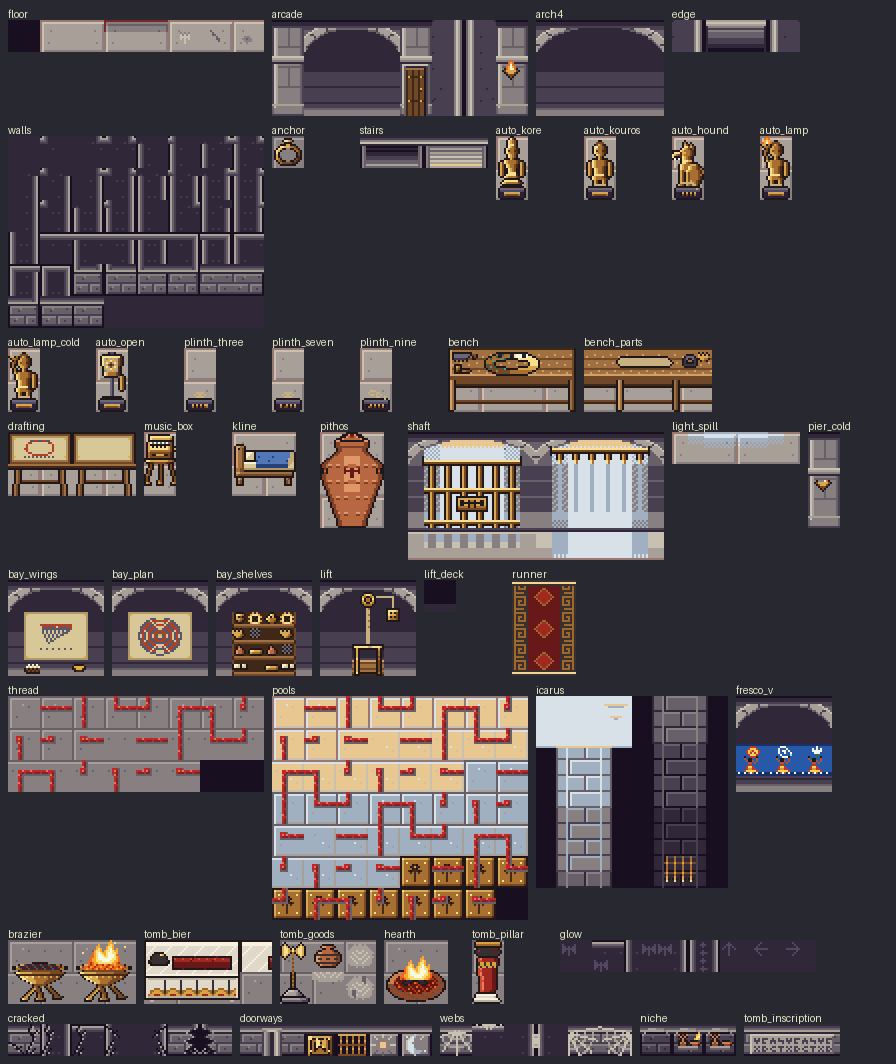 floor arcade arch4 edge
walls anchor stairs auto_kore auto_kouros auto_hound auto_lamp
auto_lamp_cold auto_open plinth_three plinth_seven plinth_nine bench bench_parts
drafting music_box kline pithos shaft light_spill pier_cold
bay_wings bay_plan bay_shelves lift lift_deck runner
thread pools icarus fresco_v
brazier tomb_bier tomb_goods hearth tomb_pillar glow
cracked doorways webs niche tomb_inscription